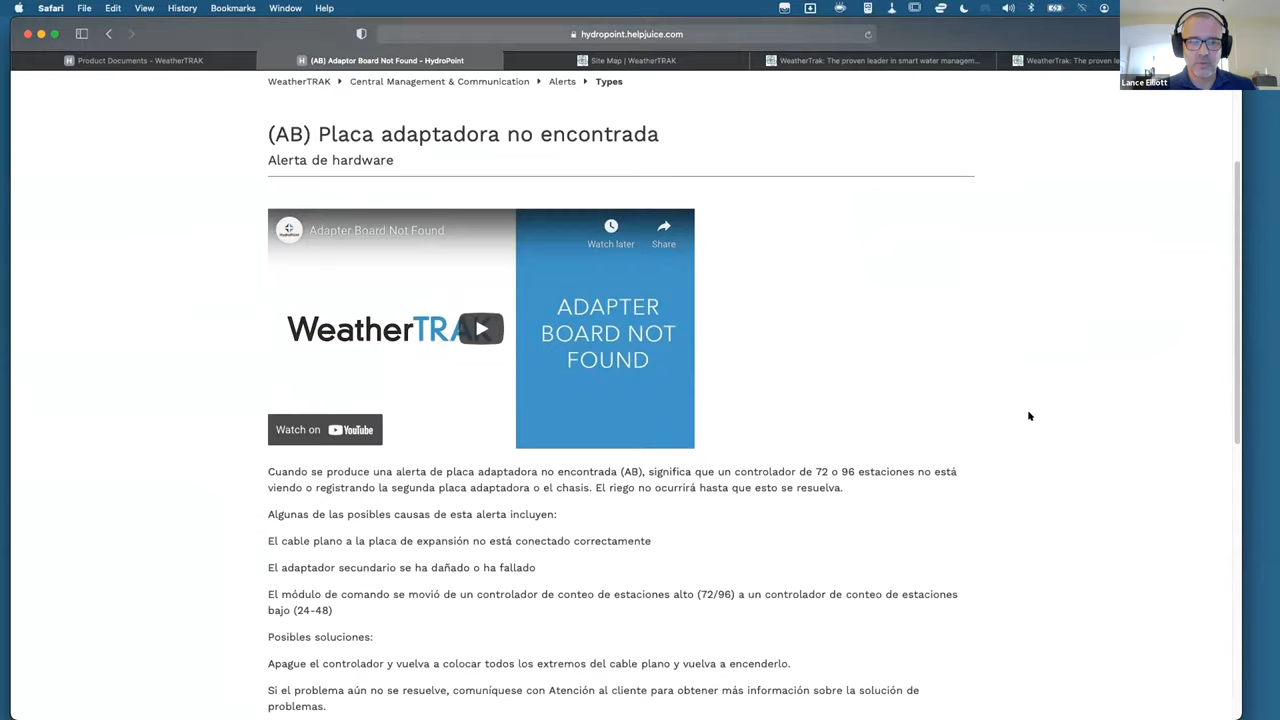 Safari File Edit View History Bookmarks Window Help
hydropoint.helpjuice.com
Product Documents - WeatherTRAK
(AB) Adaptor Board Not Found - HydroPoint
Site Map | WeatherTRAK
WeatherTrak: The proven leader in smart water managem...
WeatherTrak: The proven le
Lance Elliott
WeatherTRAK Central Management & Communication Alerts Types
(AB) Placa adaptadora no encontrada
Alerta de hardware
Adapter Board Not Found
Watch later
Share
WeatherTRAK
ADAPTER
BOARD NOT
FOUND
Watch on YouTube
Cuando se produce una alerta de placa adaptadora no encontrada (AB), significa que un controlador de 72 o 96 estaciones no está
viendo o registrando la segunda placa adaptadora o el chasis. El riego no ocurrirá hasta que esto se resuelva.
Algunas de las posibles causas de esta alerta incluyen:
El cable plano a la placa de expansión no está conectado correctamente
El adaptador secundario se ha dañado o ha fallado
El módulo de comando se movió de un controlador de conteo de estaciones alto (72/96) a un controlador de conteo de estaciones
bajo (24-48)
Posibles soluciones:
Apague el controlador y vuelva a colocar todos los extremos del cable plano y vuelva a encenderlo.
Si el problema aún no se resuelve, comuníquese con Atención al cliente para obtener más información sobre la solución de
problemas.